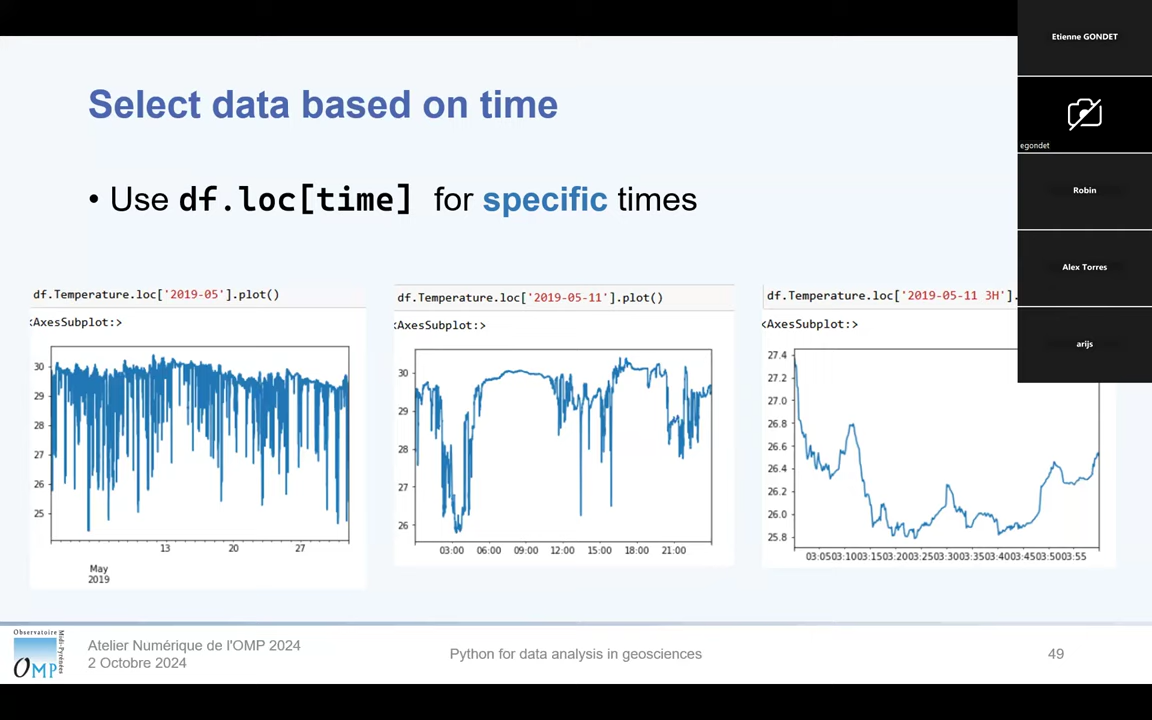 Select data based on time
• Use df.loc[time] for specific times
df.Temperature.loc['2019-05'].plot()
<AxesSubplot:>
30
29
28
27
26
25
13
20
27
May
2019
df.Temperature.loc['2019-05-11'].plot()
<AxesSubplot:>
30
29
28
27
26
03:00 06:00 09:00 12:00 15:00 18:00 21:00
df.Temperature.loc['2019-05-11 3H'].
<AxesSubplot:>
27.4
27.2
27.0
26.8
26.6
26.4
26.2
26.0
25.8
03:05 03:10 03:15 03:20 03:25 03:30 03:35 03:40 03:45 03:50 03:55
Etienne GONDET
egondet
Robin
Alex Torres
arijs
Observatoire
Midi-Pyrénées
OMP
Atelier Numérique de l'OMP 2024
2 Octobre 2024
Python for data analysis in geosciences
49